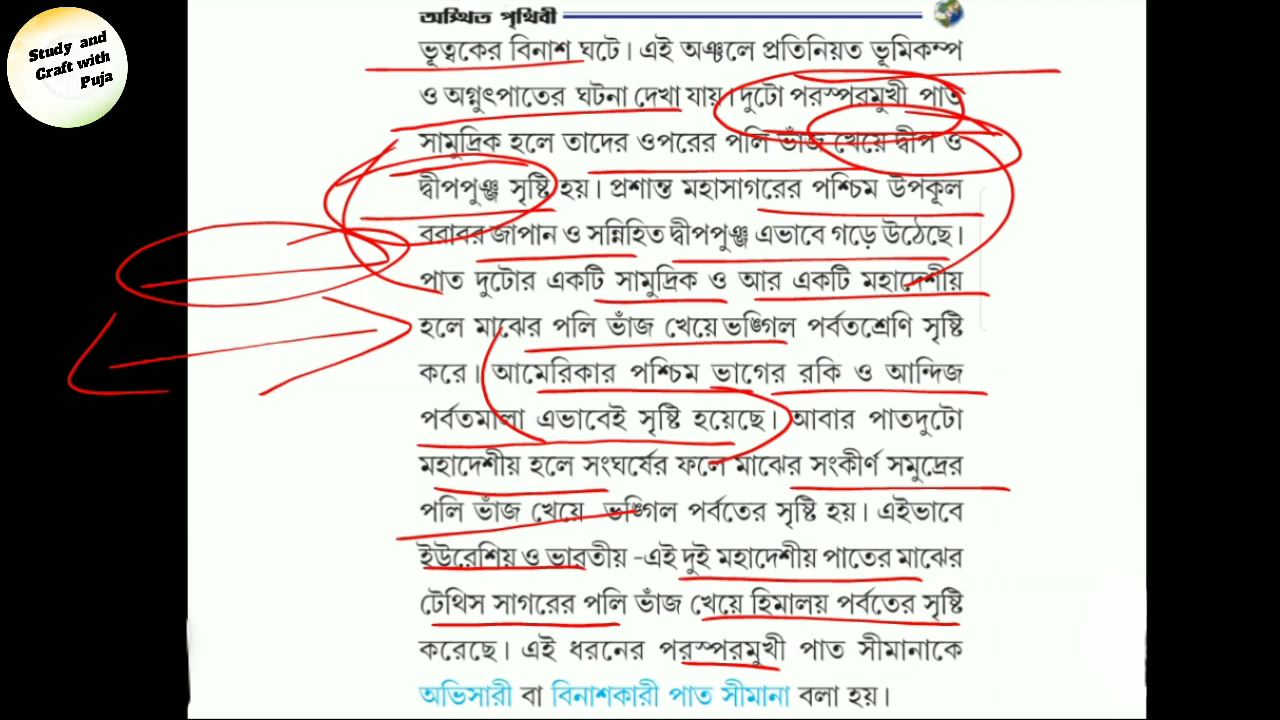 Study and
Craft with
Puja
অস্থিত পৃথিবী
ভূত্বকের বিনাশ ঘটে। এই অঞ্চলে প্রতিনিয়ত ভূমিকম্প
ও অগ্ন্যুৎপাতের ঘটনা দেখা যায়। দুটো পরস্পরমুখী পাত
সামুদ্রিক হলে তাদের ওপরের পলি ভাঁজ খেয়ে দ্বীপ ও
দ্বীপপুঞ্জ সৃষ্টি হয়। প্রশান্ত মহাসাগরের পশ্চিম উপকূল
বরাবর জাপান ও সন্নিহিত দ্বীপপুঞ্জ এভাবে গড়ে উঠেছে।
পাত দুটোর একটি সামুদ্রিক ও আর একটি মহাদেশীয়
হলে মাঝের পলি ভাঁজ খেয়ে ভঙ্গিল পর্বতশ্রেণি সৃষ্টি
করে। আমেরিকার পশ্চিম ভাগের রকি ও আন্দিজ
পর্বতমালা এভাবেই সৃষ্টি হয়েছে। আবার পাতদুটো
মহাদেশীয় হলে সংঘর্ষের ফলে মাঝের সংকীর্ণ সমুদ্রের
পলি ভাঁজ খেয়ে ভঙ্গিল পর্বতের সৃষ্টি হয়। এইভাবে
ইউরেশিয় ও ভারতীয় -এই দুই মহাদেশীয় পাতের মাঝের
টেথিস সাগরের পলি ভাঁজ খেয়ে হিমালয় পর্বতের সৃষ্টি
করেছে। এই ধরনের পরস্পরমুখী পাত সীমানাকে
অভিসারী বা বিনাশকারী পাত সীমানা বলা হয়।